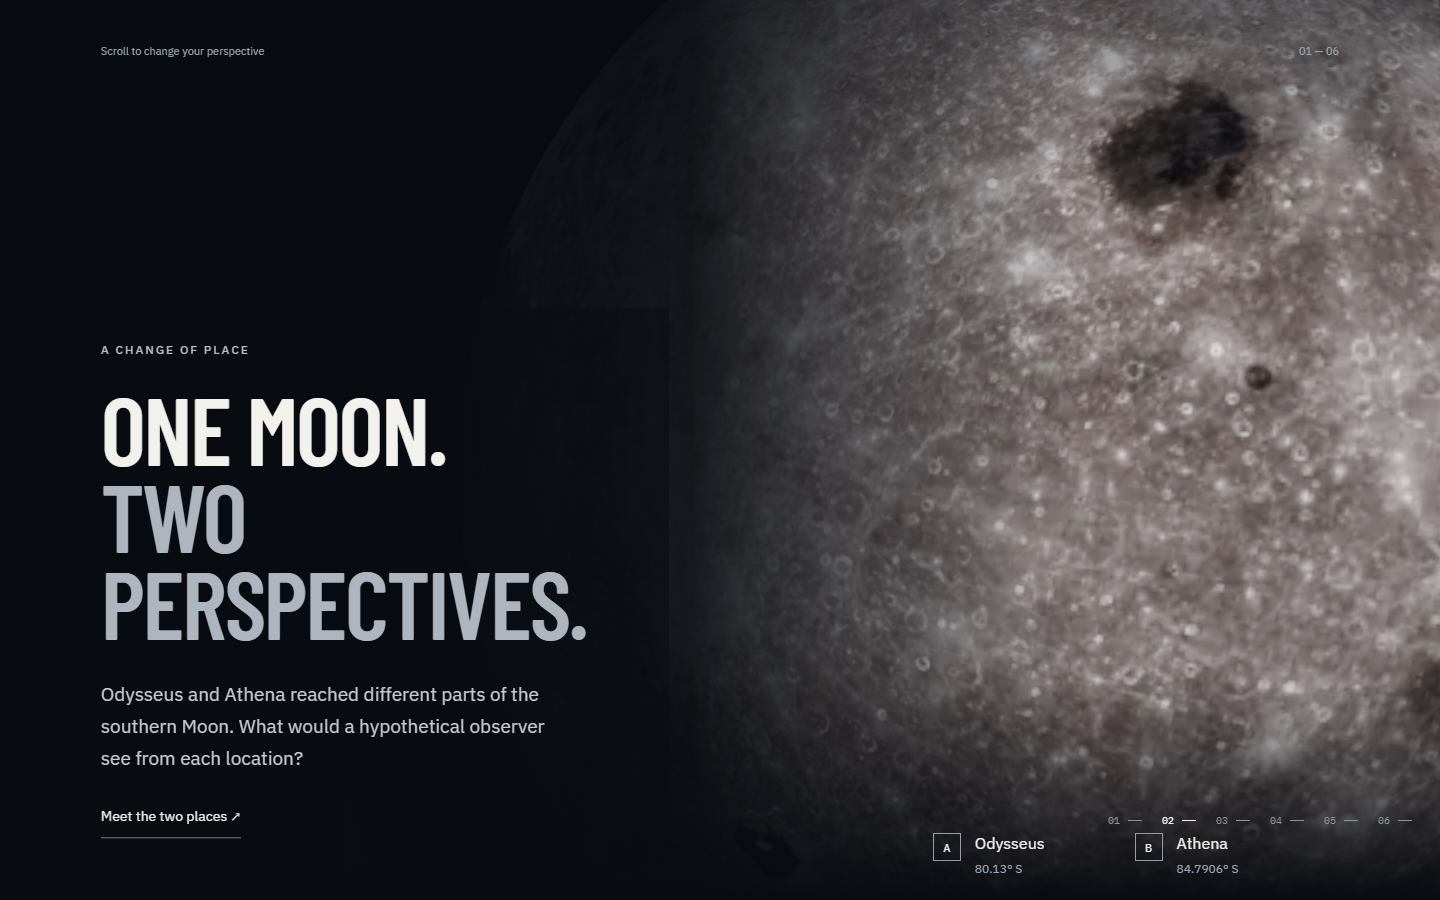 Scroll to change your perspective
01 — 06
A CHANGE OF PLACE
ONE MOON.
TWO
PERSPECTIVES.
Odysseus and Athena reached different parts of the
southern Moon. What would a hypothetical observer
see from each location?
Meet the two places ↗
01 — 02 — 03 — 04 — 05 — 06 —
A Odysseus
80.13° S
B Athena
84.7906° S